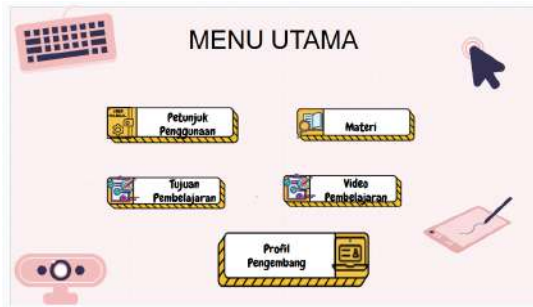 MENU UTAMA
Petunjuk
Penggunaan
Materi
Tujuan
Pembelajaran
Video
Pembelajaran
Profil
Pengembang